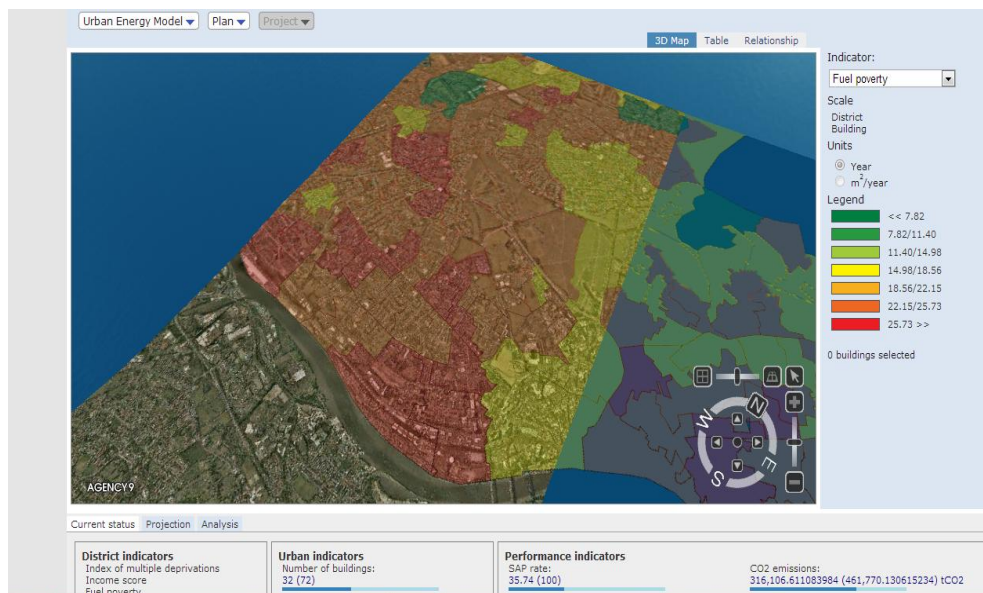 Urban Energy Model Plan Project
3D Map Table Relationship
Indicator:
Fuel poverty
Scale
District
Building
Units
Year
m²/year
Legend
<< 7.82
7.82/11.40
11.40/14.98
14.98/18.56
18.56/22.15
22.15/25.73
25.73 >>
0 buildings selected
N
W
E
S
AGENCY9
Current status Projection Analysis
District indicators
Index of multiple deprivations
Income score
Fuel poverty
Urban indicators
Number of buildings:
32 (72)
Performance indicators
SAP rate:
35.74 (100)
CO2 emissions:
316,106.611083984 (461,770.130615234) tCO2